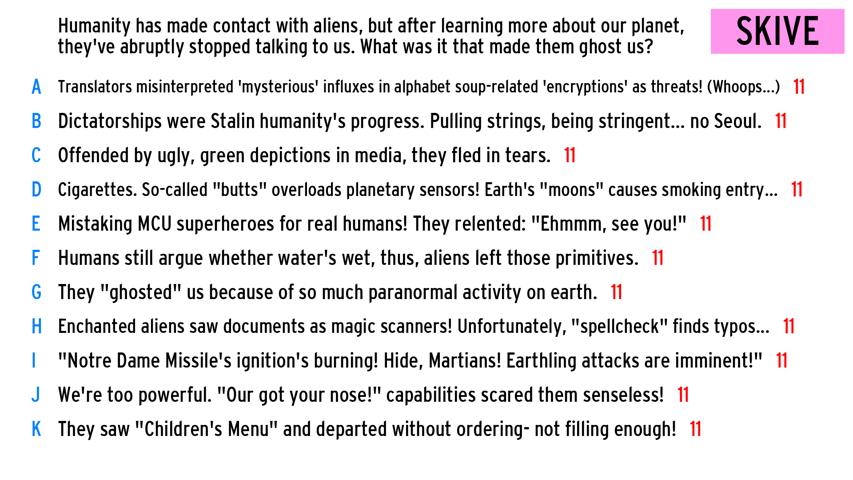 Humanity has made contact with aliens, but after learning more about our planet,
they've abruptly stopped talking to us. What was it that made them ghost us?
SKIVE
A Translators misinterpreted 'mysterious' influxes in alphabet soup-related 'encryptions' as threats! (Whoops...) 11
B Dictatorships were Stalin humanity's progress. Pulling strings, being stringent... no Seoul. 11
C Offended by ugly, green depictions in media, they fled in tears. 11
D Cigarettes. So-called "butts" overloads planetary sensors! Earth's "moons" causes smoking entry... 11
E Mistaking MCU superheroes for real humans! They relented: "Ehmmm, see you!" 11
F Humans still argue whether water's wet, thus, aliens left those primitives. 11
G They "ghosted" us because of so much paranormal activity on earth. 11
H Enchanted aliens saw documents as magic scanners! Unfortunately, "spellcheck" finds typos... 11
I "Notre Dame Missile's ignition's burning! Hide, Martians! Earthling attacks are imminent!" 11
J We're too powerful. "Our got your nose!" capabilities scared them senseless! 11
K They saw "Children's Menu" and departed without ordering- not filling enough! 11